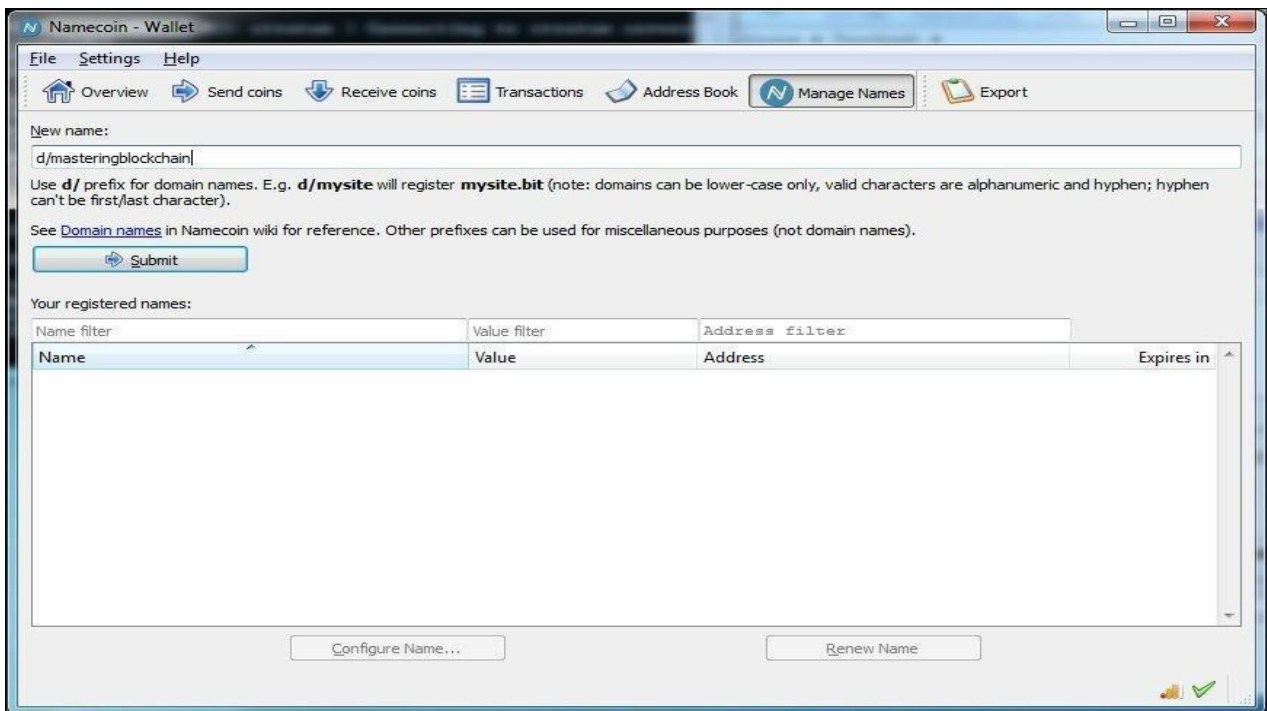 Namecoin - Wallet
File Settings Help
Overview Send coins Receive coins Transactions Address Book Manage Names Export
New name:
d/masteringblockchain
Use d/ prefix for domain names. E.g. d/mysite will register mysite.bit (note: domains can be lower-case only, valid characters are alphanumeric and hyphen; hyphen
can't be first/last character).
See Domain names in Namecoin wiki for reference. Other prefixes can be used for miscellaneous purposes (not domain names).
Submit
Your registered names:
Name filter Value filter Address filter
Name Value Address Expires in
Configure Name... Renew Name